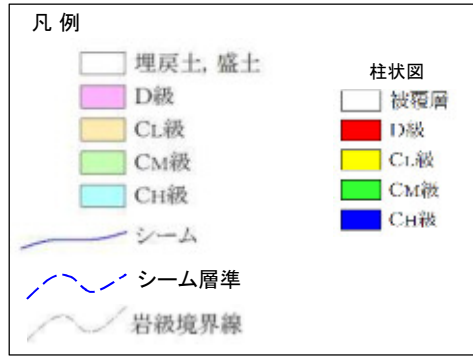 凡 例
埋戻土, 盛土
D級
CL級
CM級
CH級
シーム
シーム層準
岩級境界線
柱状図
被覆層
D級
CL級
CM級
CH級